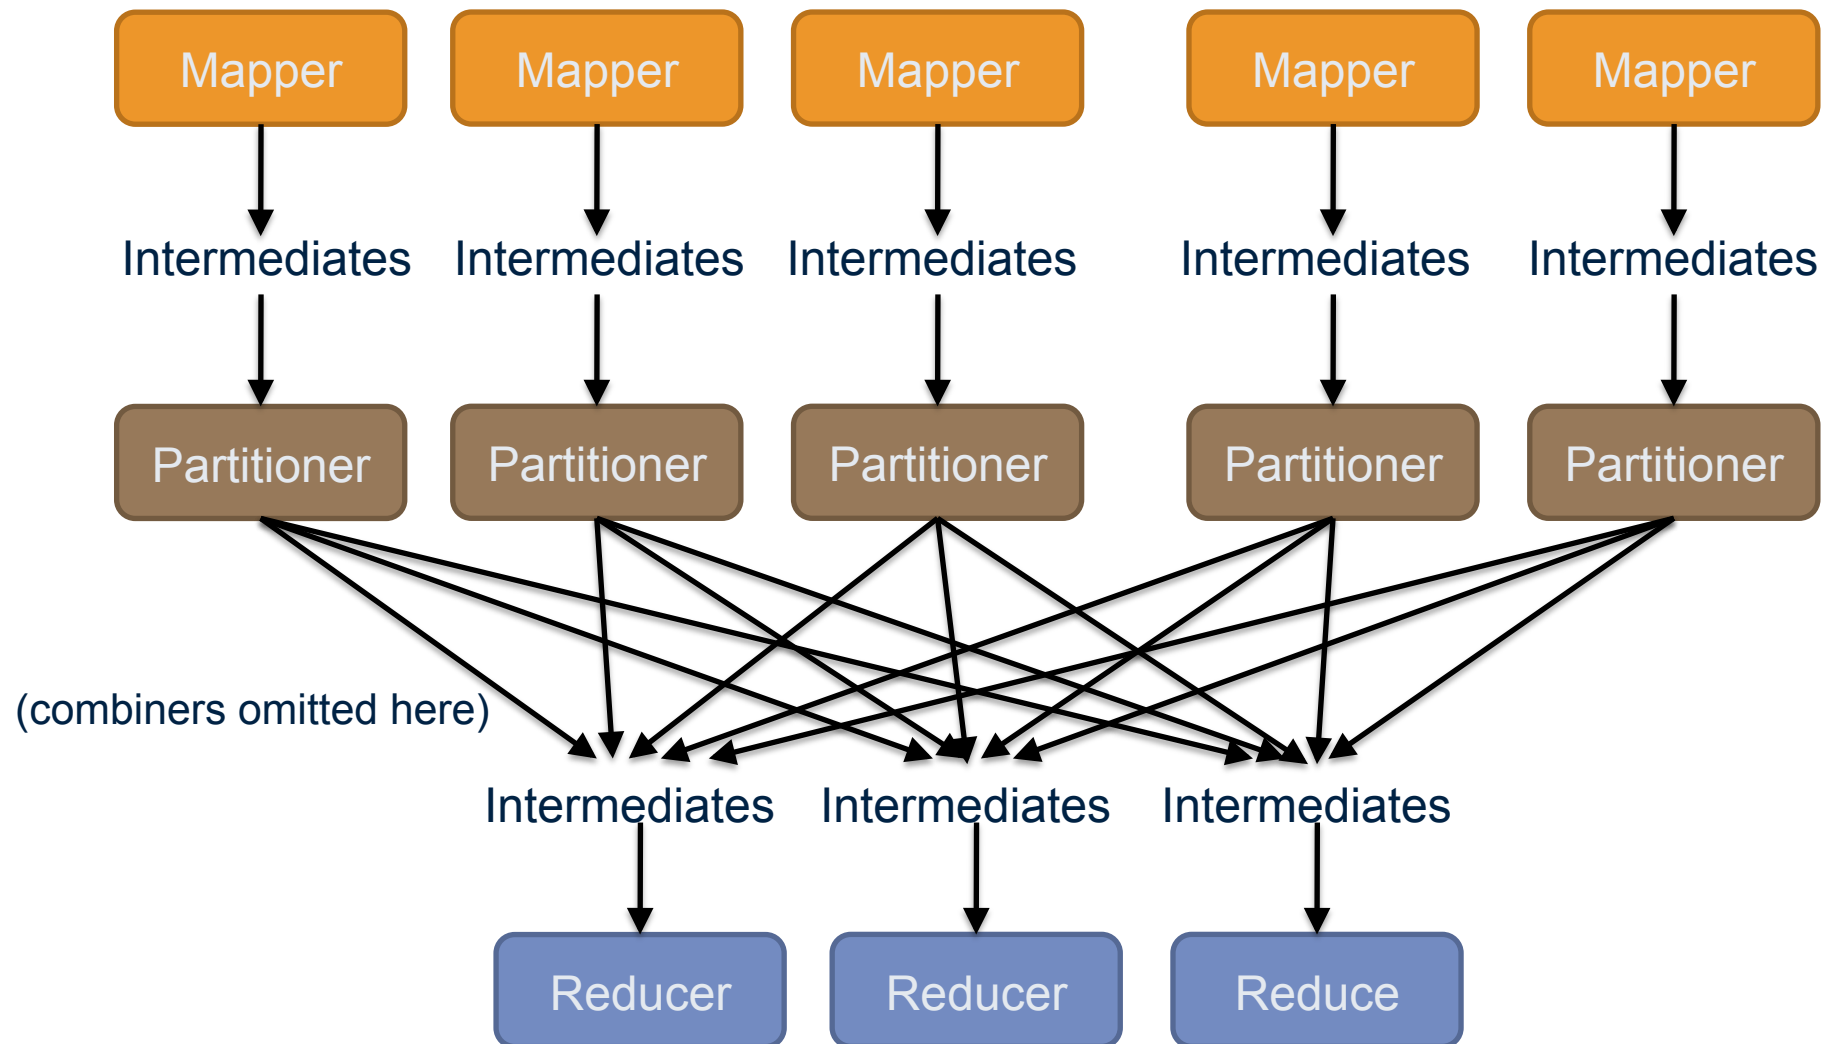 Mapper
Mapper
Mapper
Mapper
Mapper
Intermediates
Intermediates
Intermediates
Intermediates
Intermediates
Partitioner
Partitioner
Partitioner
Partitioner
Partitioner
(combiners omitted here)
Intermediates
Intermediates
Intermediates
Reducer
Reducer
Reduce